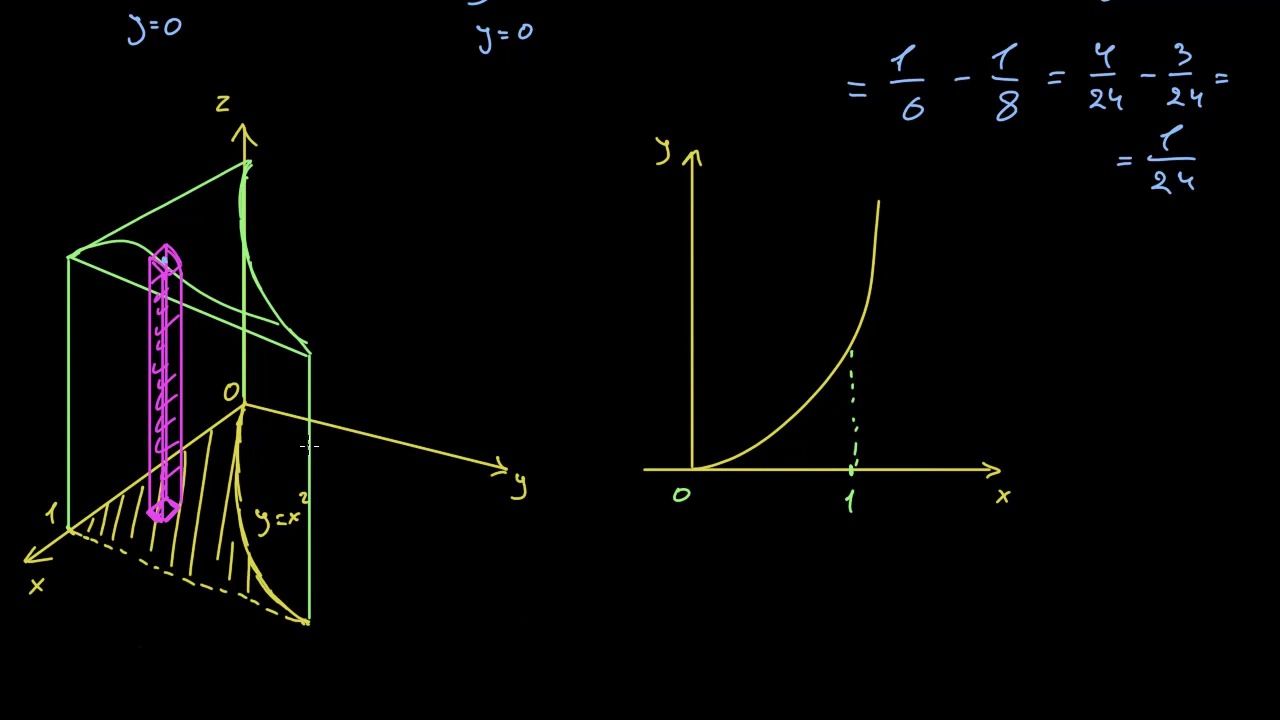 y=0
y=0
= 1/6 - 1/8 = 4/24 - 3/24 =
= 1/24
z
y
0
y=x²
y
1
x
0
1
x